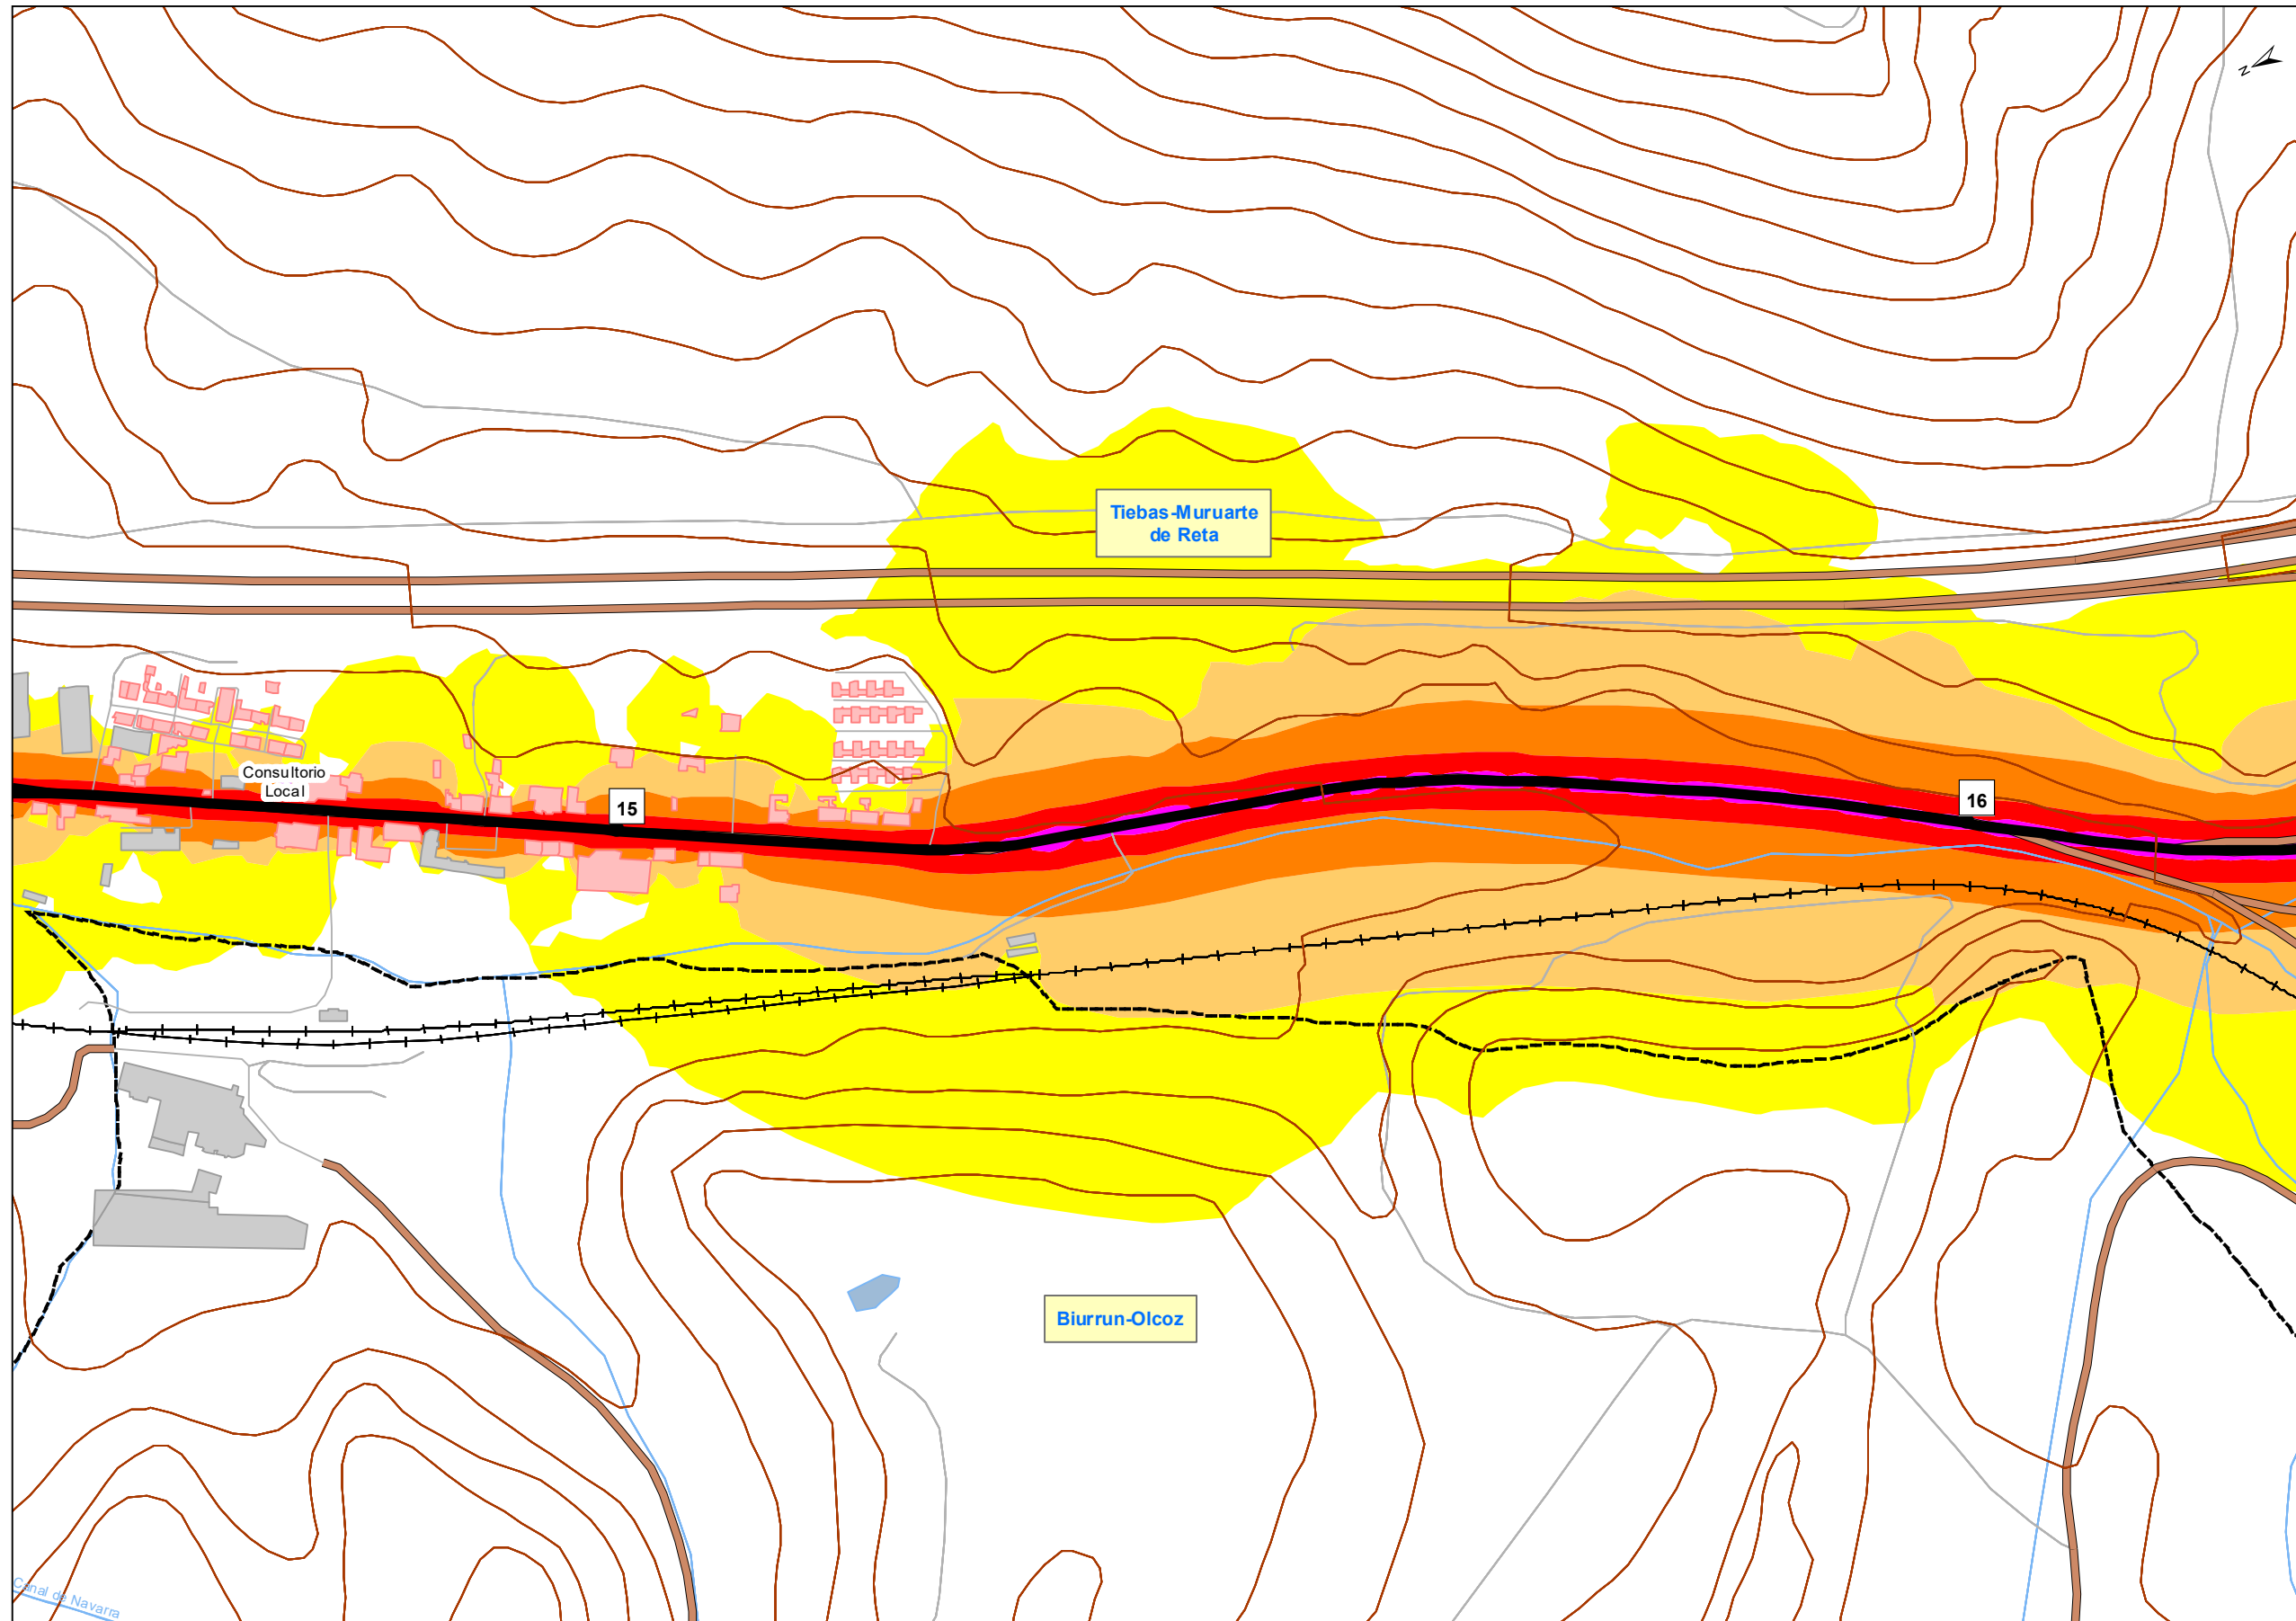 N
Tiebas-Muruarte
de Reta
Consultorio
Local
15
16
Biurrun-Olcoz
Canal de Navarra